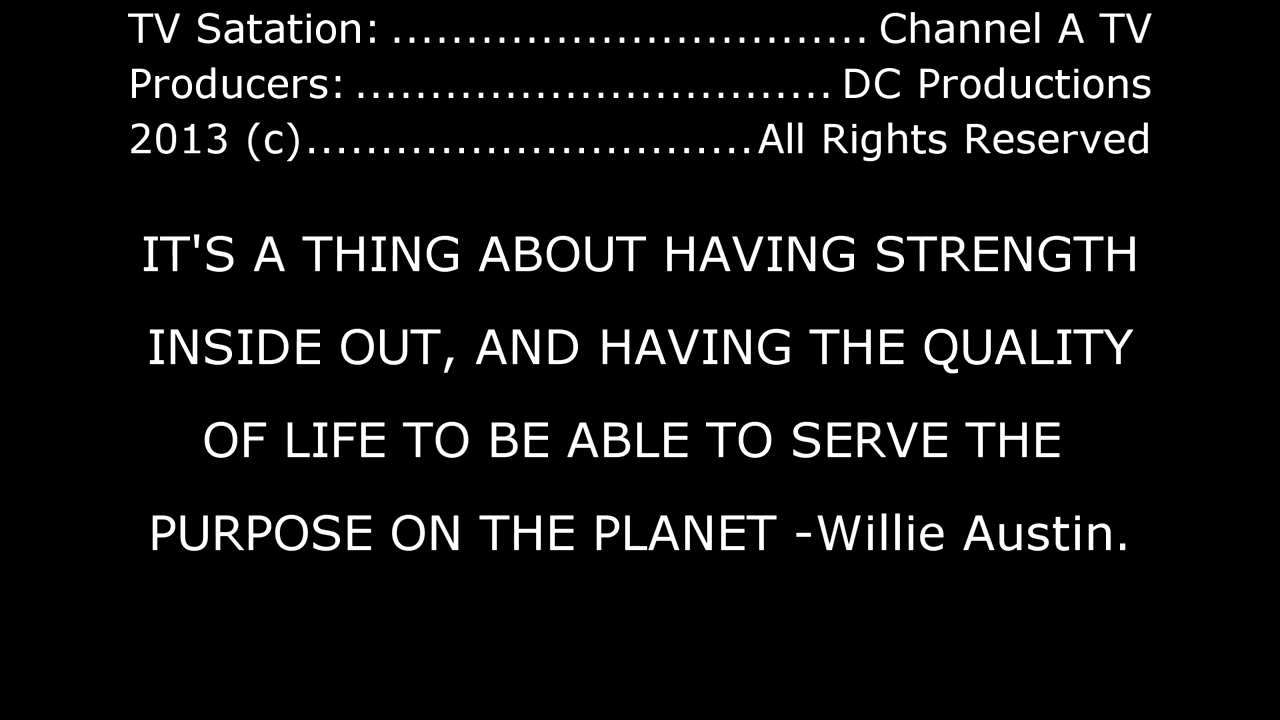 TV Satation: ................................ Channel A TV
Producers: ................................ DC Productions
2013 (c).............................. All Rights Reserved
IT'S A THING ABOUT HAVING STRENGTH
INSIDE OUT, AND HAVING THE QUALITY
OF LIFE TO BE ABLE TO SERVE THE
PURPOSE ON THE PLANET -Willie Austin.